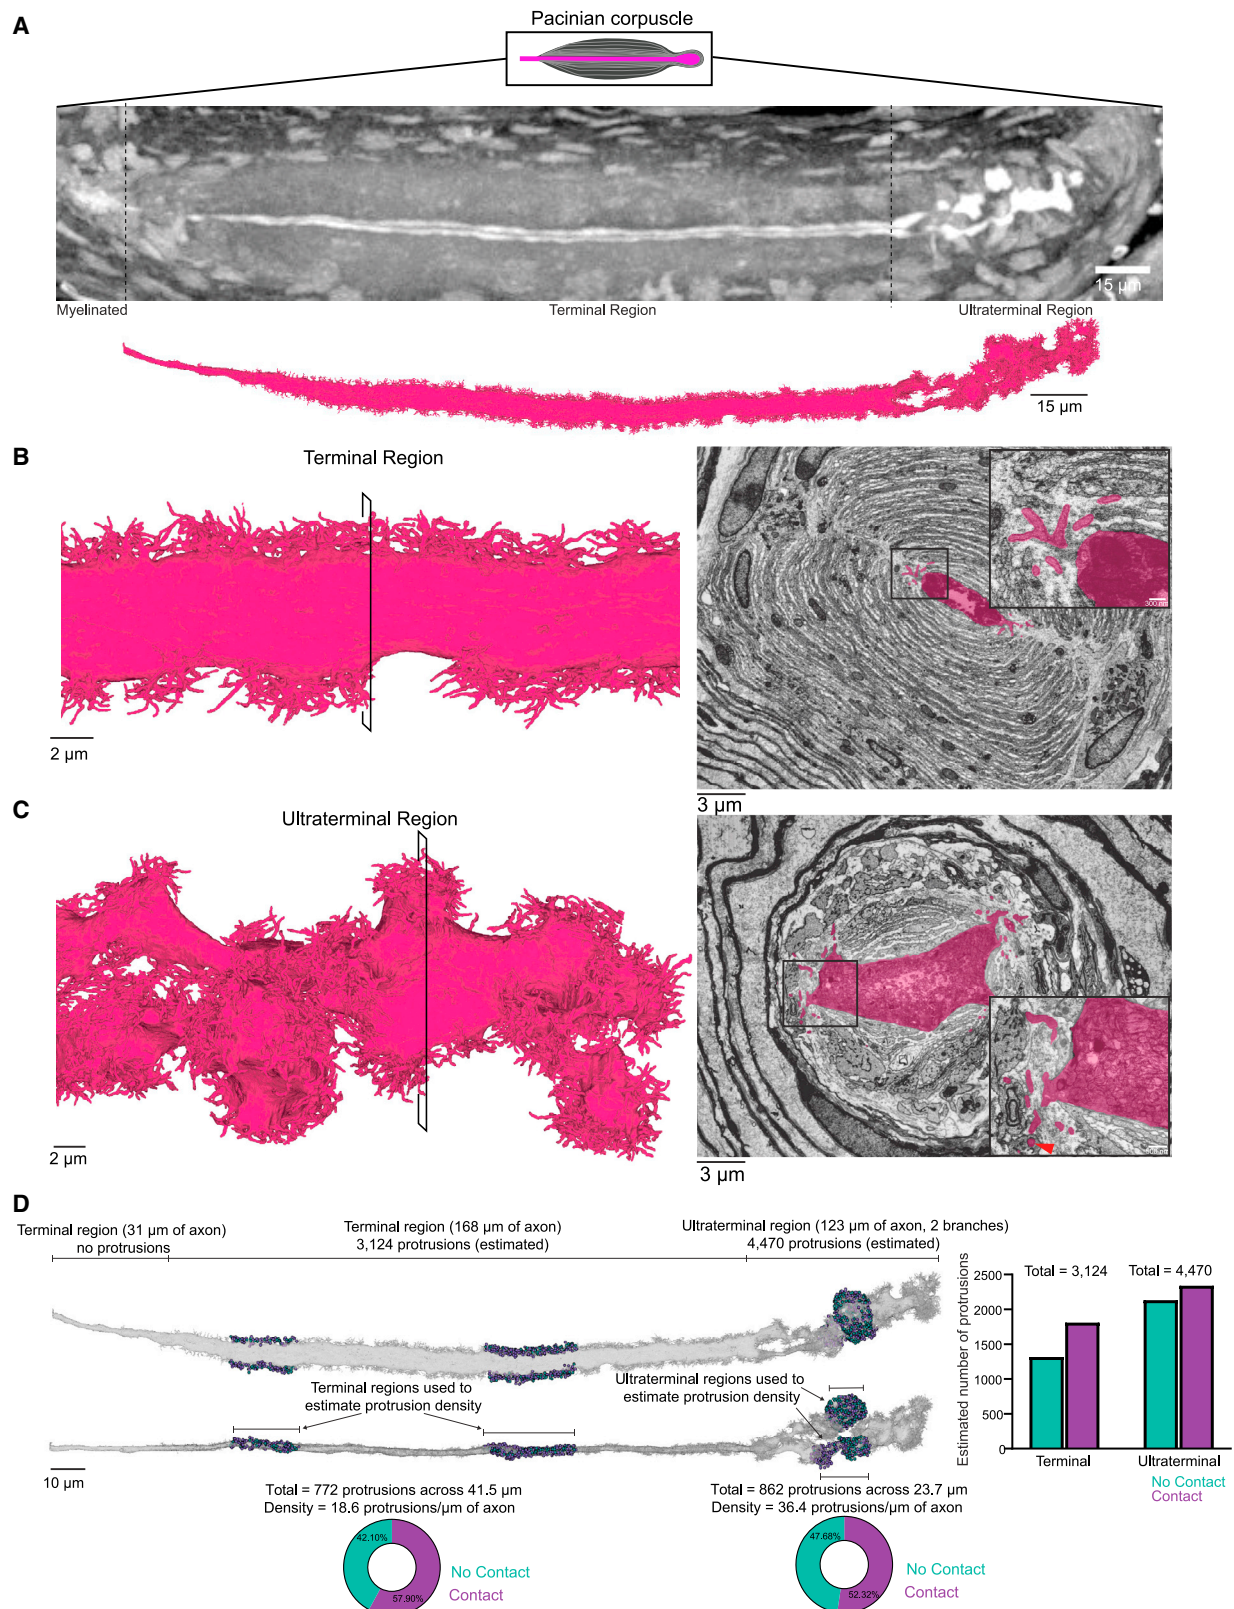 A
Pacinian corpuscle
15 µm
Myelinated
Terminal Region
Ultraterminal Region
15 µm
B
Terminal Region
2 µm
300 nm
3 µm
C
Ultraterminal Region
2 µm
3 µm
D
Terminal region (31 µm of axon)
no protrusions
Terminal region (168 µm of axon)
3,124 protrusions (estimated)
Ultraterminal region (123 µm of axon, 2 branches)
4,470 protrusions (estimated)
Terminal regions used to
estimate protrusion density
Ultraterminal regions used to
estimate protrusion density
10 µm
Total = 772 protrusions across 41.5 µm
Density = 18.6 protrusions/µm of axon
42.10%
57.90%
No Contact
Contact
Total = 862 protrusions across 23.7 µm
Density = 36.4 protrusions/µm of axon
47.68%
52.32%
No Contact
Contact
Estimated number of protrusions
2500
2000
1500
1000
500
0
Total = 3,124
Total = 4,470
Terminal
Ultraterminal
No Contact
Contact